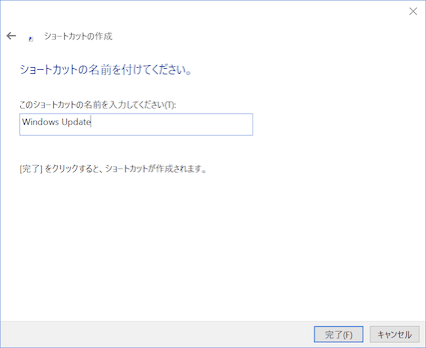 ショートカットの作成
ショートカットの名前を付けてください。
このショートカットの名前を入力してください(T):
Windows Update
[完了] をクリックすると、ショートカットが作成されます。
完了(F)
キャンセル